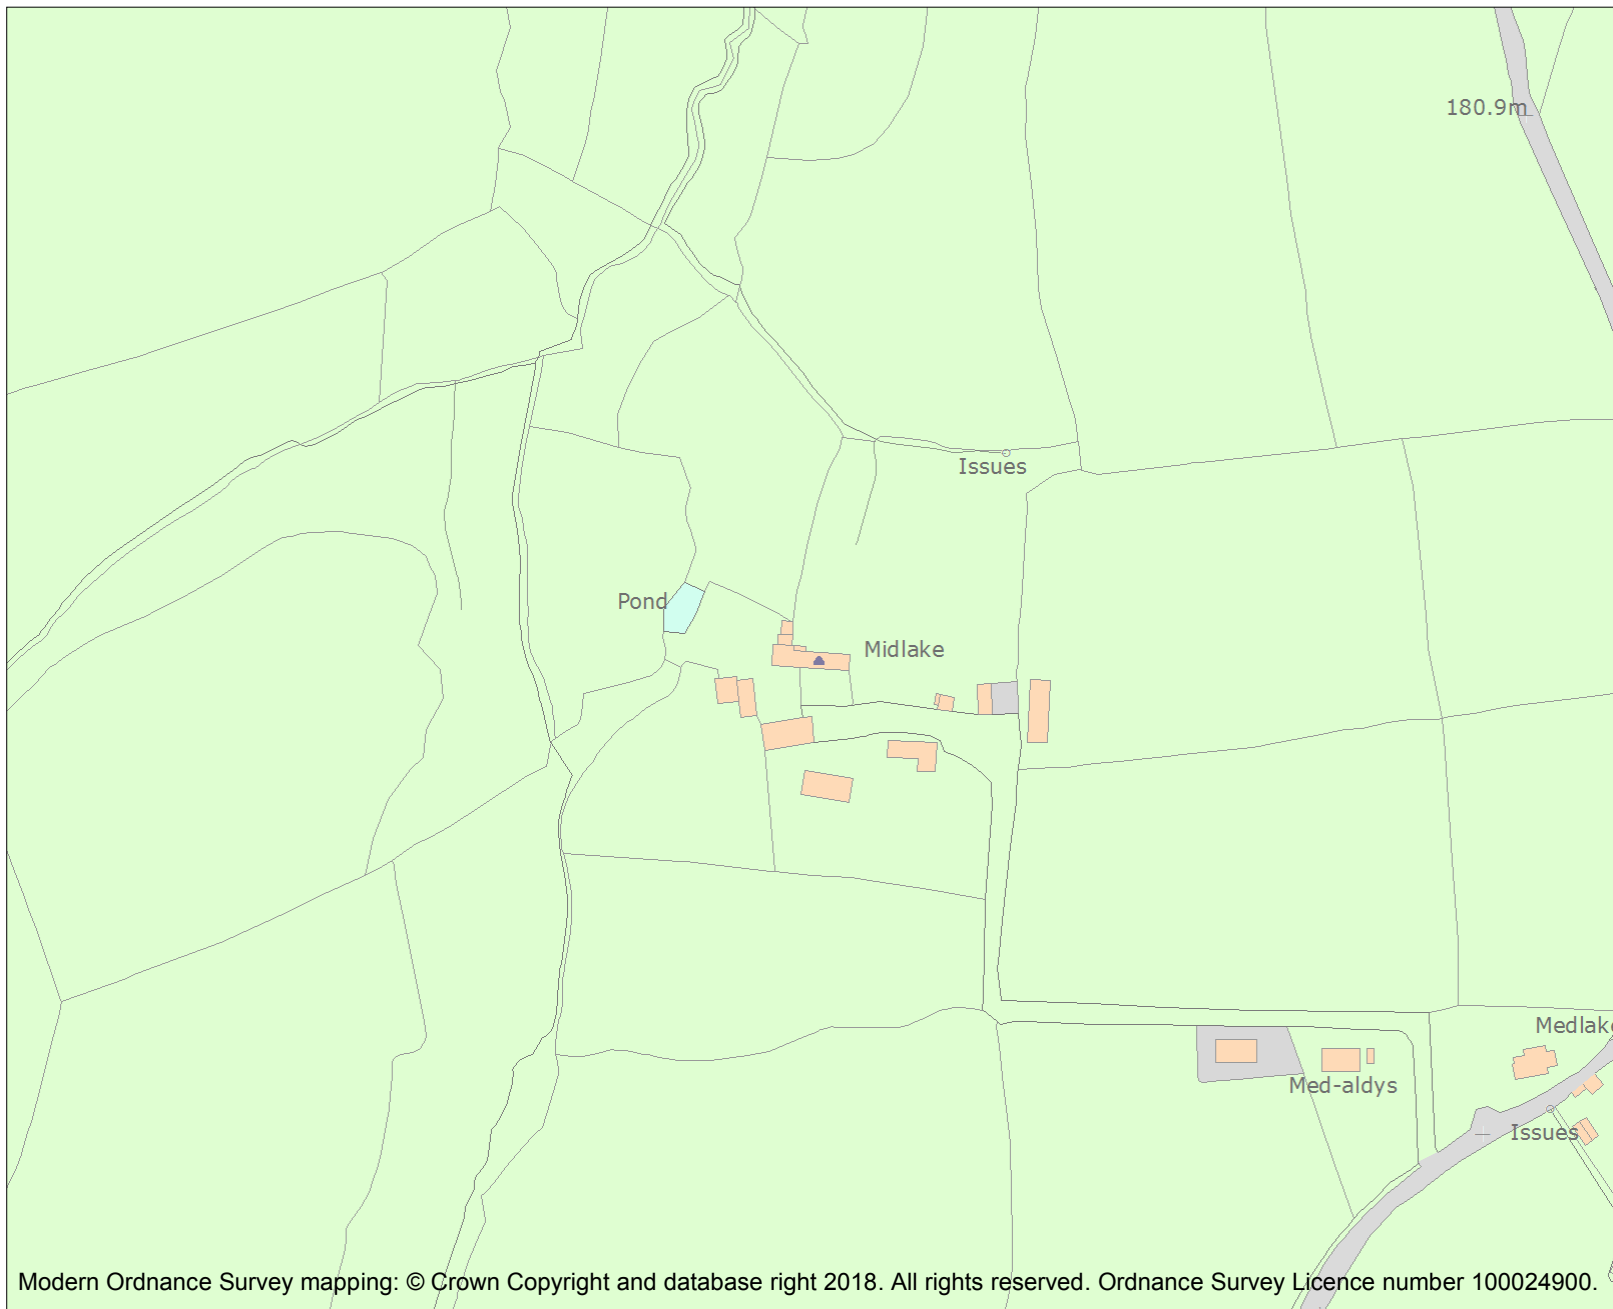 180.9m
Issues
Pond
Midlake
Medlake
Med-aldys
Issues
Modern Ordnance Survey mapping: © Crown Copyright and database right 2018. All rights reserved. Ordnance Survey Licence number 100024900.